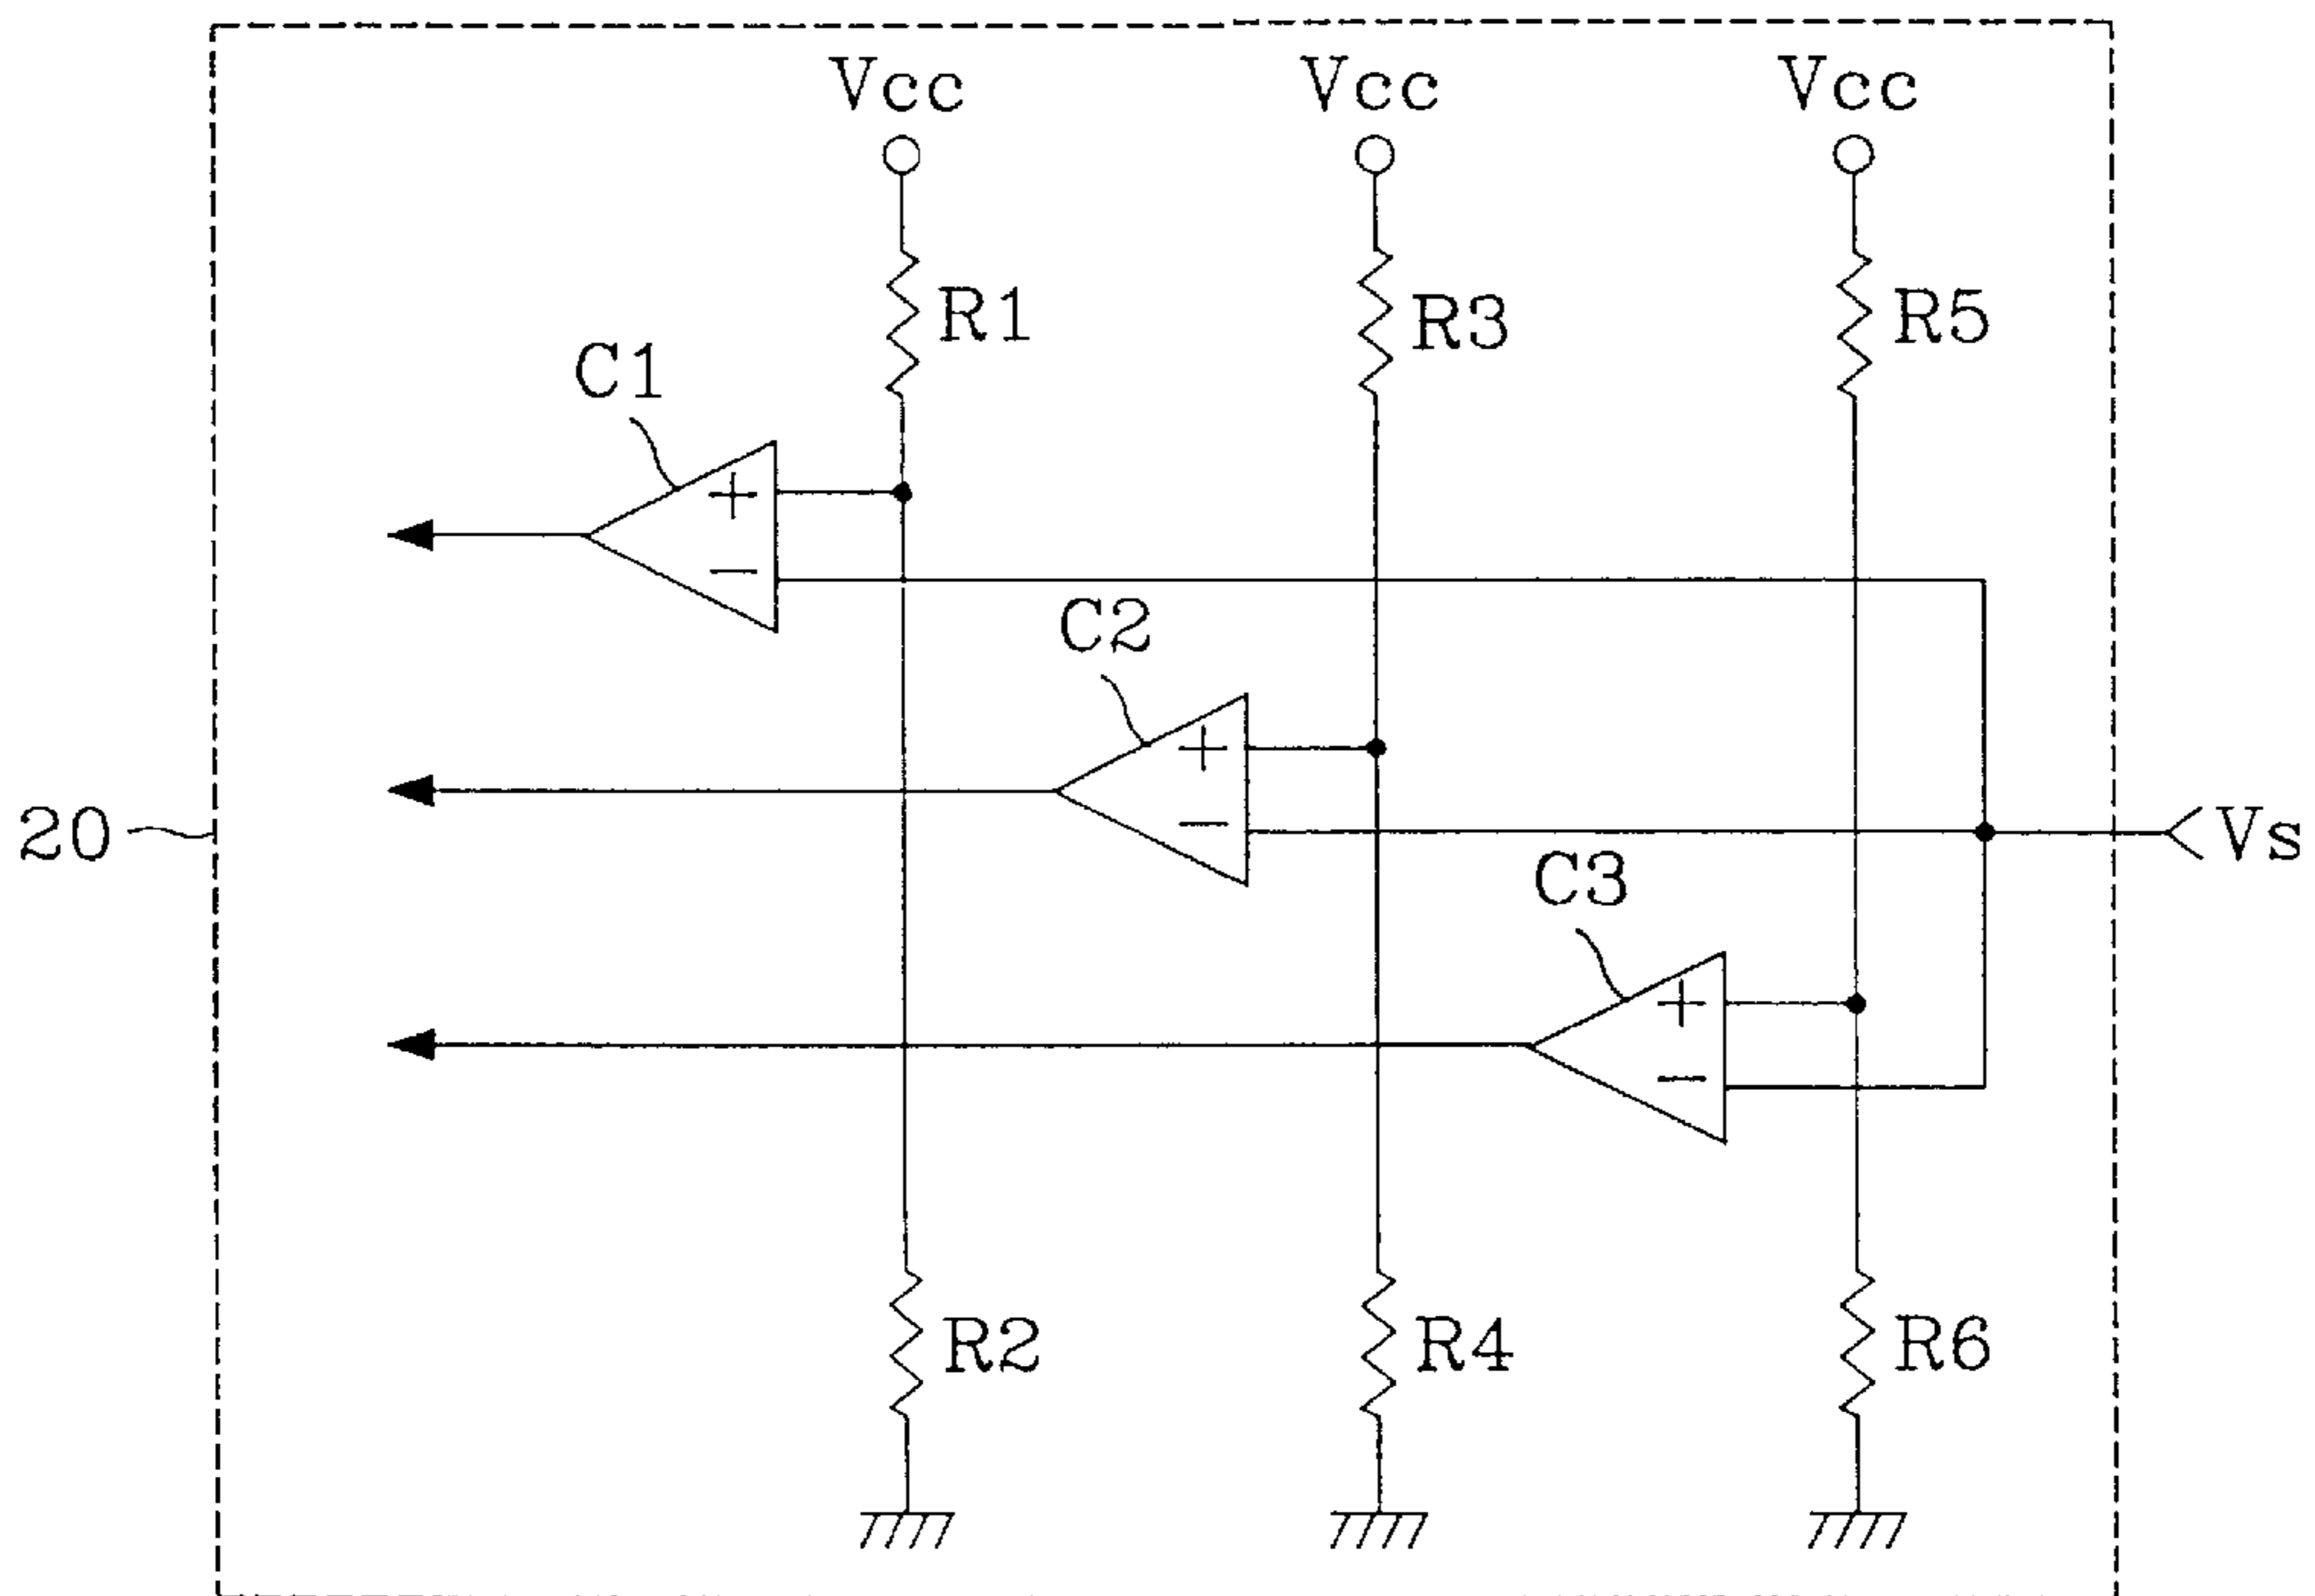 Vcc Vcc Vcc
R1 R3 R5
C1
+
−
C2
+
−
20
Vs
C3
+
−
R2 R4 R6